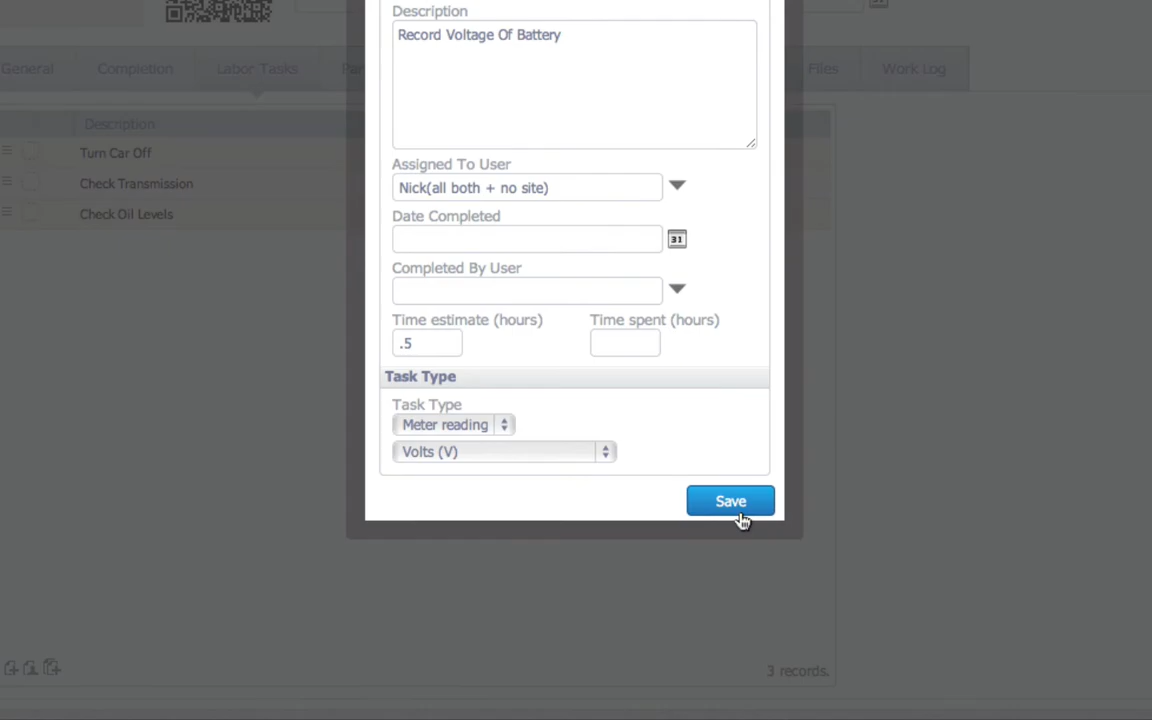 Description
Record Voltage Of Battery
General Completion Labor Tasks Files Work Log
Description
Turn Car Off
Check Transmission
Check Oil Levels
Assigned To User
Nick(all both + no site)
Date Completed
31
Completed By User
Time estimate (hours) Time spent (hours)
.5
Task Type
Task Type
Meter reading
Volts (V)
Save
3 records.